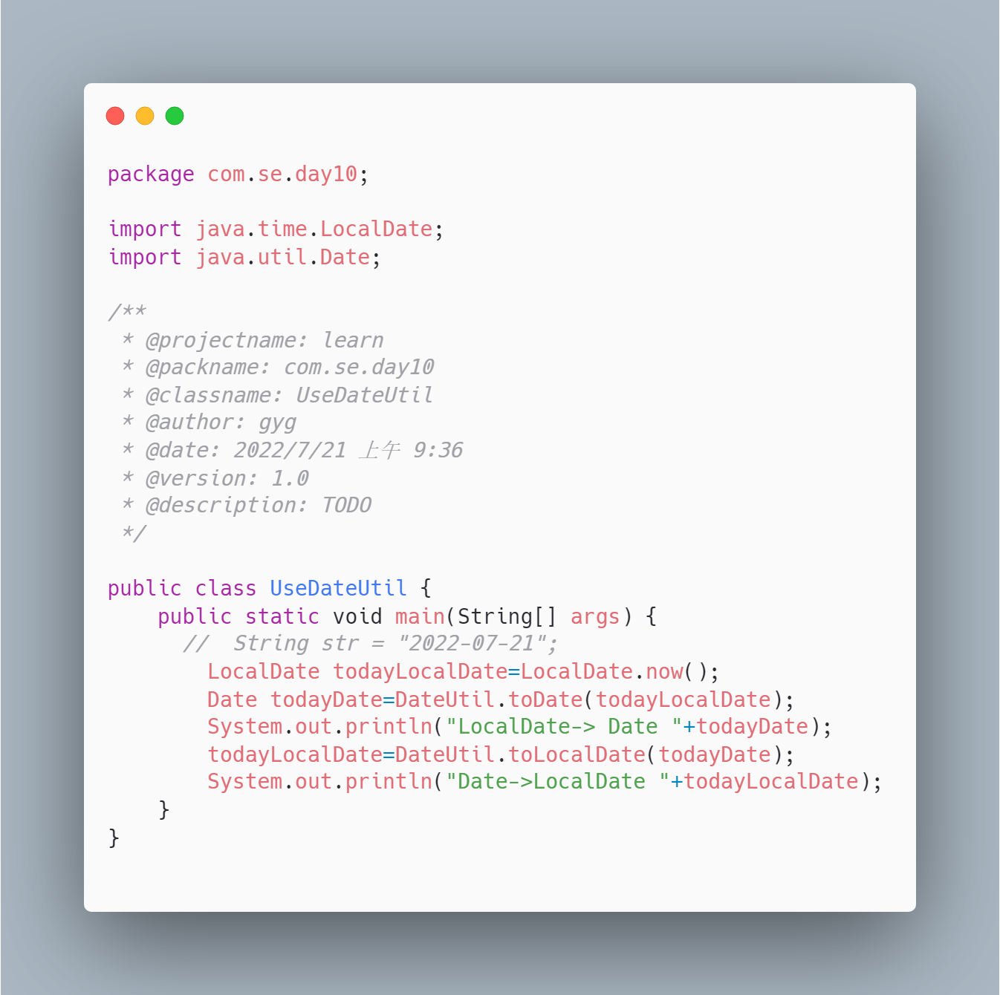 package com.se.day10;

import java.time.LocalDate;
import java.util.Date;

/**
 * @projectname: learn
 * @packname: com.se.day10
 * @classname: UseDateUtil
 * @author: gyg
 * @date: 2022/7/21 上午 9:36
 * @version: 1.0
 * @description: TODO
 */

public class UseDateUtil {
    public static void main(String[] args) {
      //  String str = "2022-07-21";
        LocalDate todayLocalDate=LocalDate.now();
        Date todayDate=DateUtil.toDate(todayLocalDate);
        System.out.println("LocalDate-> Date "+todayDate);
        todayLocalDate=DateUtil.toLocalDate(todayDate);
        System.out.println("Date->LocalDate "+todayLocalDate);
    }
}